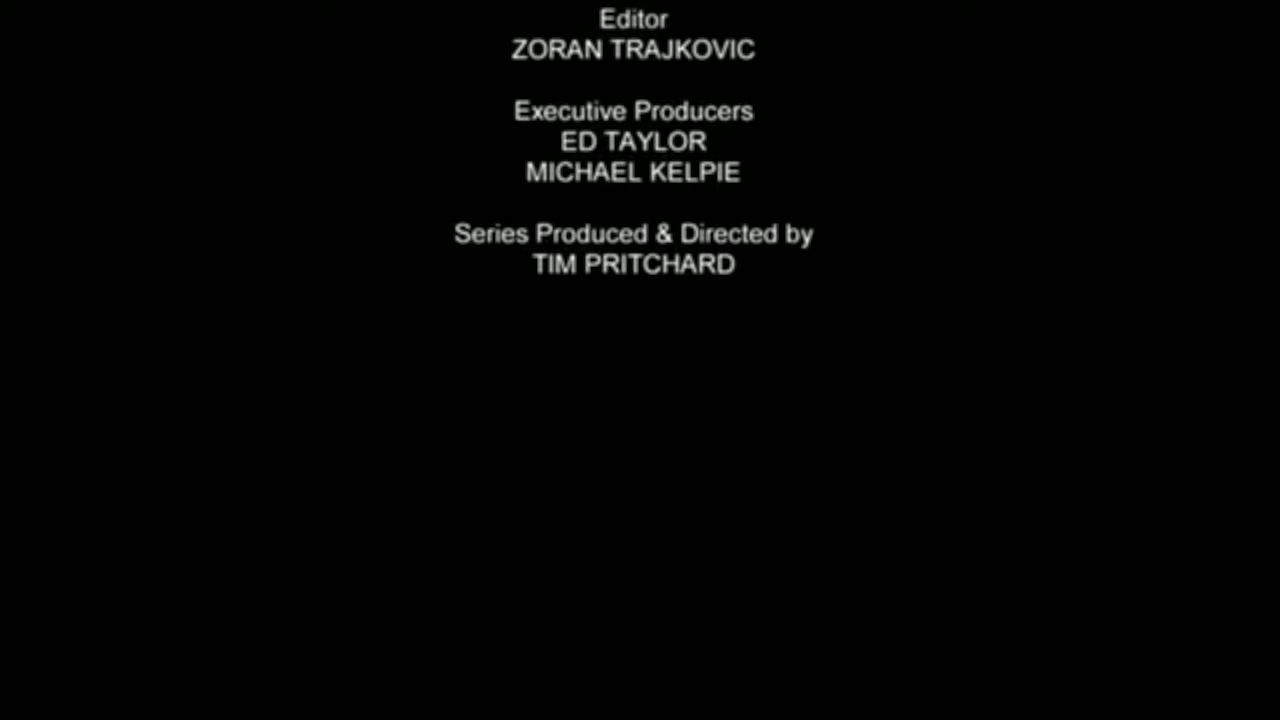 Editor
ZORAN TRAJKOVIC
Executive Producers
ED TAYLOR
MICHAEL KELPIE
Series Produced & Directed by
TIM PRITCHARD